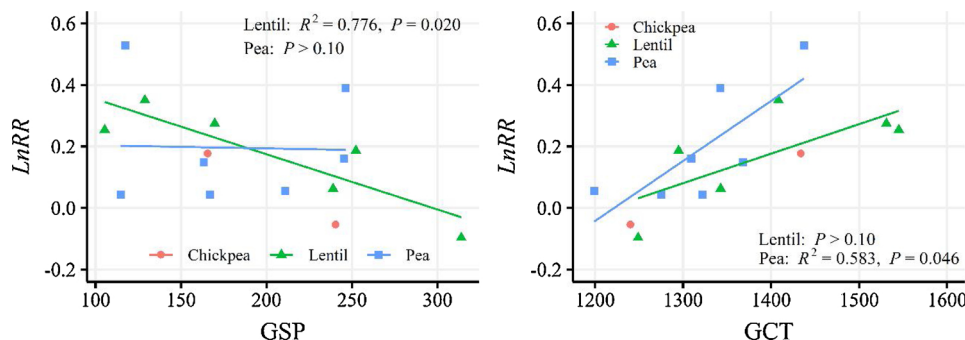 Lentil: R² = 0.776, P = 0.020
Pea: P > 0.10
LnRR
0.6
0.4
0.2
0.0
-0.2
Chickpea
Lentil
Pea
100
150
200
250
300
GSP
Chickpea
Lentil
Pea
LnRR
0.6
0.4
0.2
0.0
-0.2
Lentil: P > 0.10
Pea: R² = 0.583, P = 0.046
1200
1300
1400
1500
1600
GCT